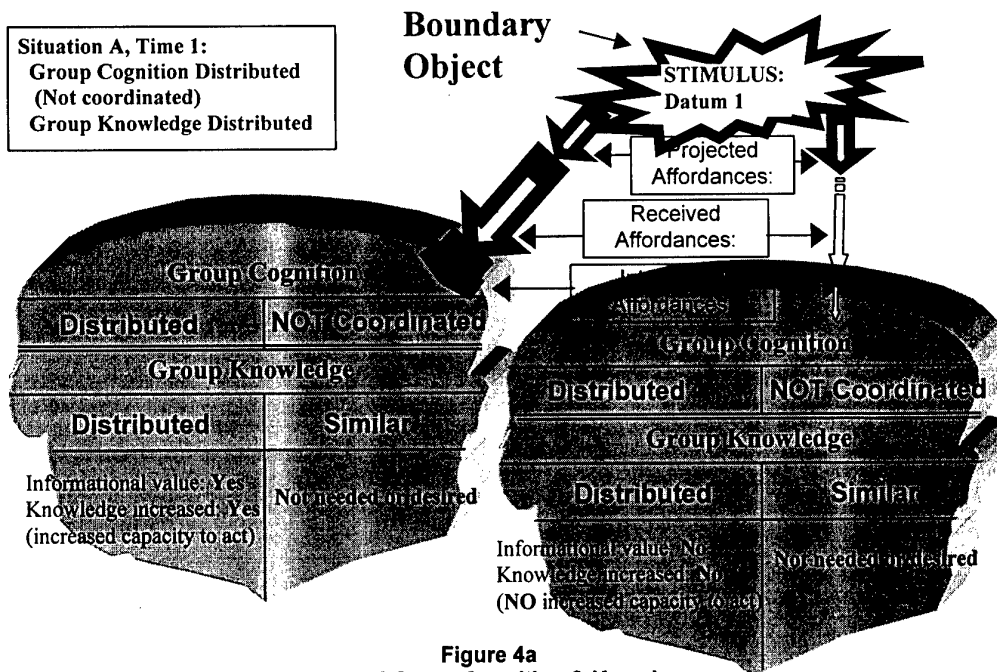 Situation A, Time 1:
Group Cognition Distributed
(Not coordinated)
Group Knowledge Distributed
Boundary
Object
STIMULUS:
Datum 1
Projected
Affordances:
Received
Affordances:
Affordances
Group Cognition
Distributed
NOT Coordinated
Group Knowledge
Distributed
Similar
Informational value: Yes
Knowledge increased: Yes
(increased capacity to act)
Not needed or desired
Group Cognition
Distributed
NOT Coordinated
Group Knowledge
Distributed
Similar
Informational value: No
Knowledge increased: No
(NO increased capacity to act)
Not needed or desired
Figure 4a